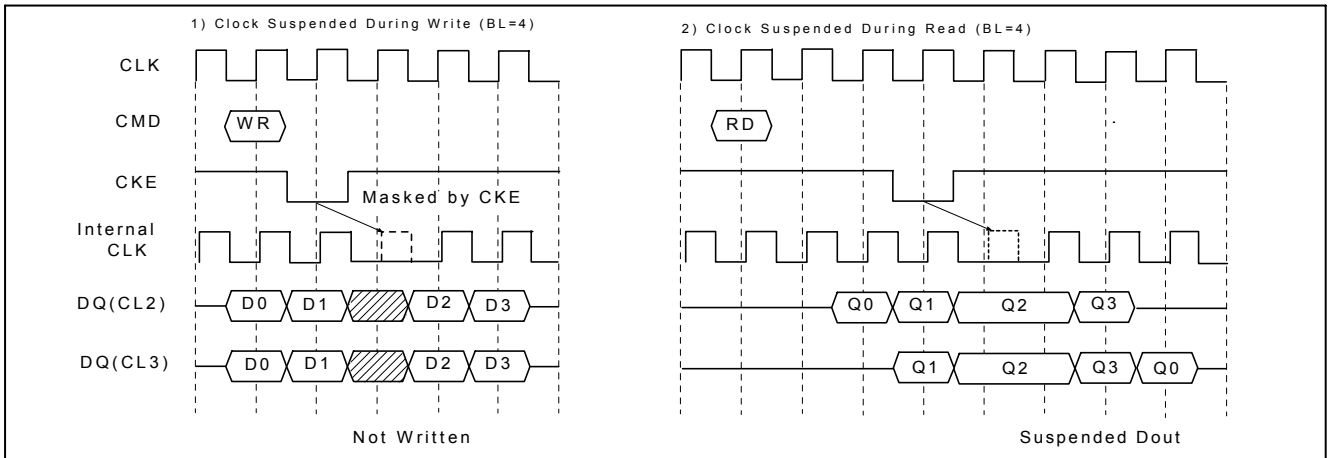 1) Clock Suspended During Write (BL=4)
2) Clock Suspended During Read (BL=4)
CLK
CMD
WR
RD
CKE
Masked by CKE
Internal
CLK
DQ(CL2)
D0 D1 D2 D3
Q0 Q1 Q2 Q3
DQ(CL3)
D0 D1 D2 D3
Q1 Q2 Q3 Q0
Not Written
Suspended Dout